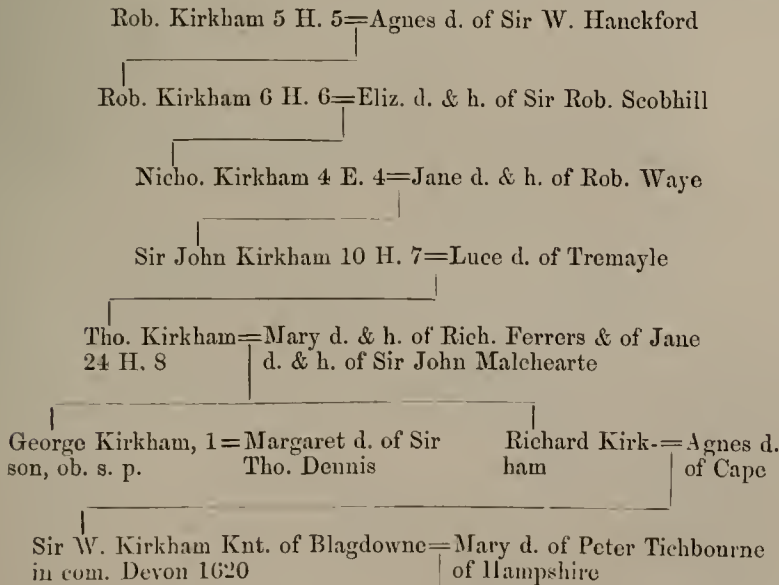 Rob. Kirkham 5 H. 5=Agnes d. of Sir W. Hanckford
Rob. Kirkham 6 H. 6=Eliz. d. & h. of Sir Rob. Scobhill
Nicho. Kirkham 4 E. 4=Jane d. & h. of Rob. Waye
Sir John Kirkham 10 H. 7=Luce d. of Tremayle
Tho. Kirkham=Mary d. & h. of Rich. Ferrers & of Jane
24 H. 8 d. & h. of Sir John Malchearte
George Kirkham, 1=Margaret d. of Sir Richard Kirk-=Agnes d.
son, ob. s. p. Tho. Dennis ham of Cape
Sir W. Kirkham Knt. of Blagdowne=Mary d. of Peter Tichbourne
in com. Devon 1620 of Hampshire